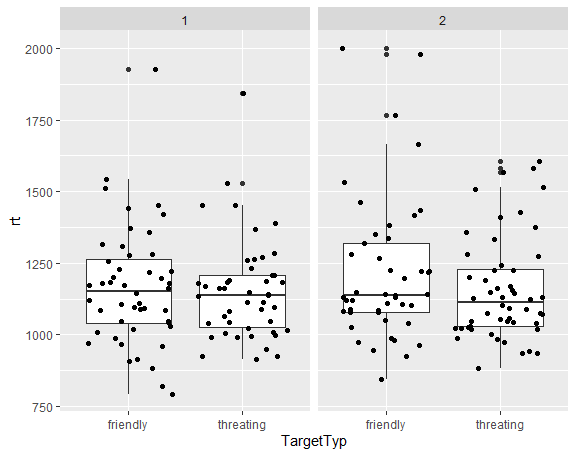 1
2
2000
1750
1500
1250
1000
750
rt
friendly
threating
friendly
threating
TargetTyp